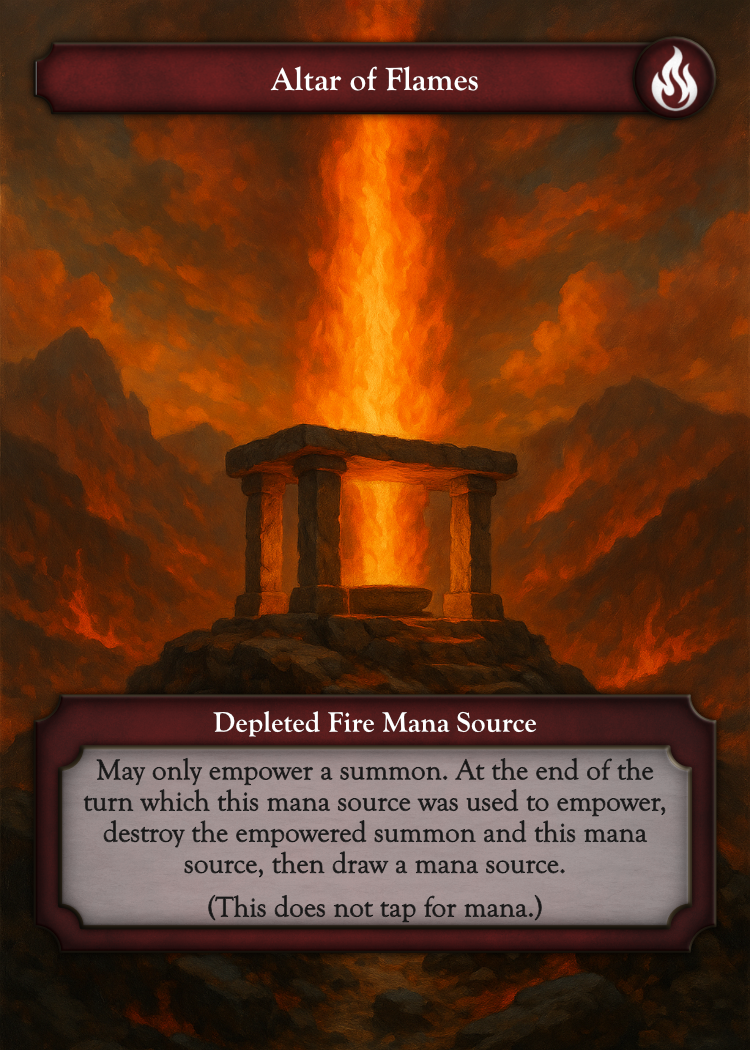 Altar of Flames
Depleted Fire Mana Source
May only empower a summon. At the end of the
turn which this mana source was used to empower,
destroy the empowered summon and this mana
source, then draw a mana source.
(This does not tap for mana.)